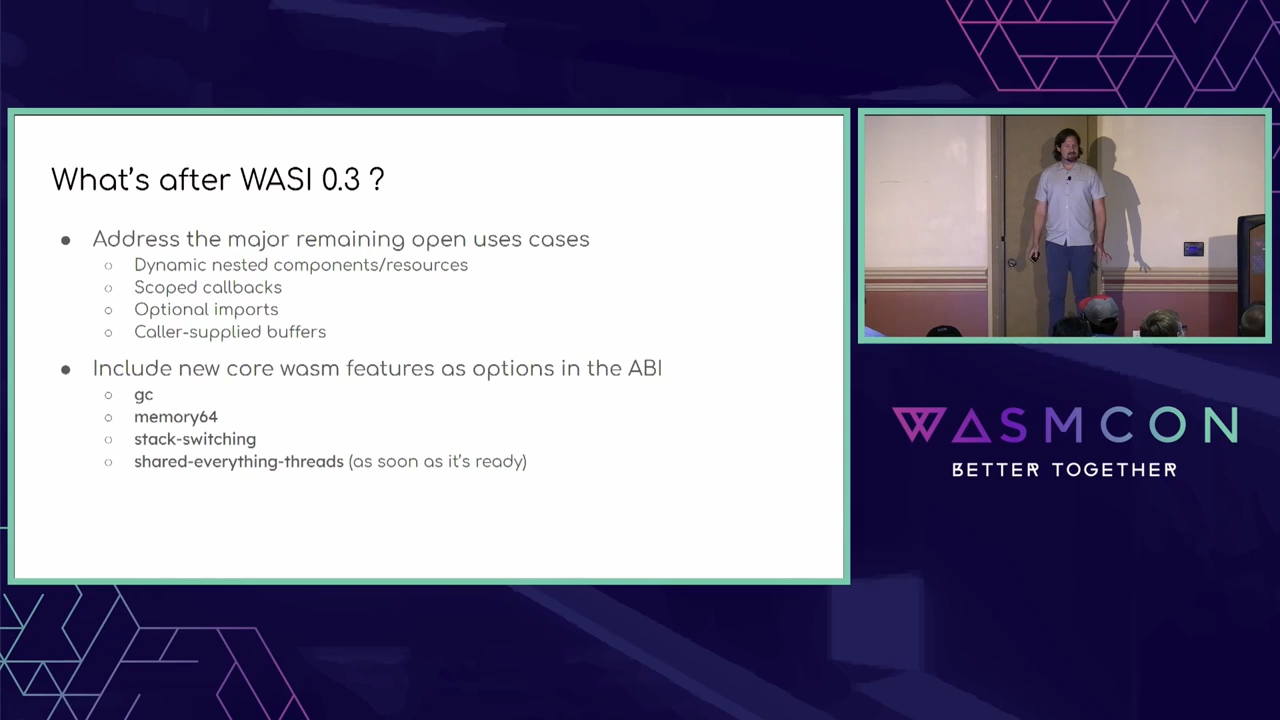 What's after WASI 0.3 ?
● Address the major remaining open uses cases
○ Dynamic nested components/resources
○ Scoped callbacks
○ Optional imports
○ Caller-supplied buffers
● Include new core wasm features as options in the ABI
○ gc
○ memory64
○ stack-switching
○ shared-everything-threads (as soon as it's ready)
WASMCON
BETTER TOGETHER